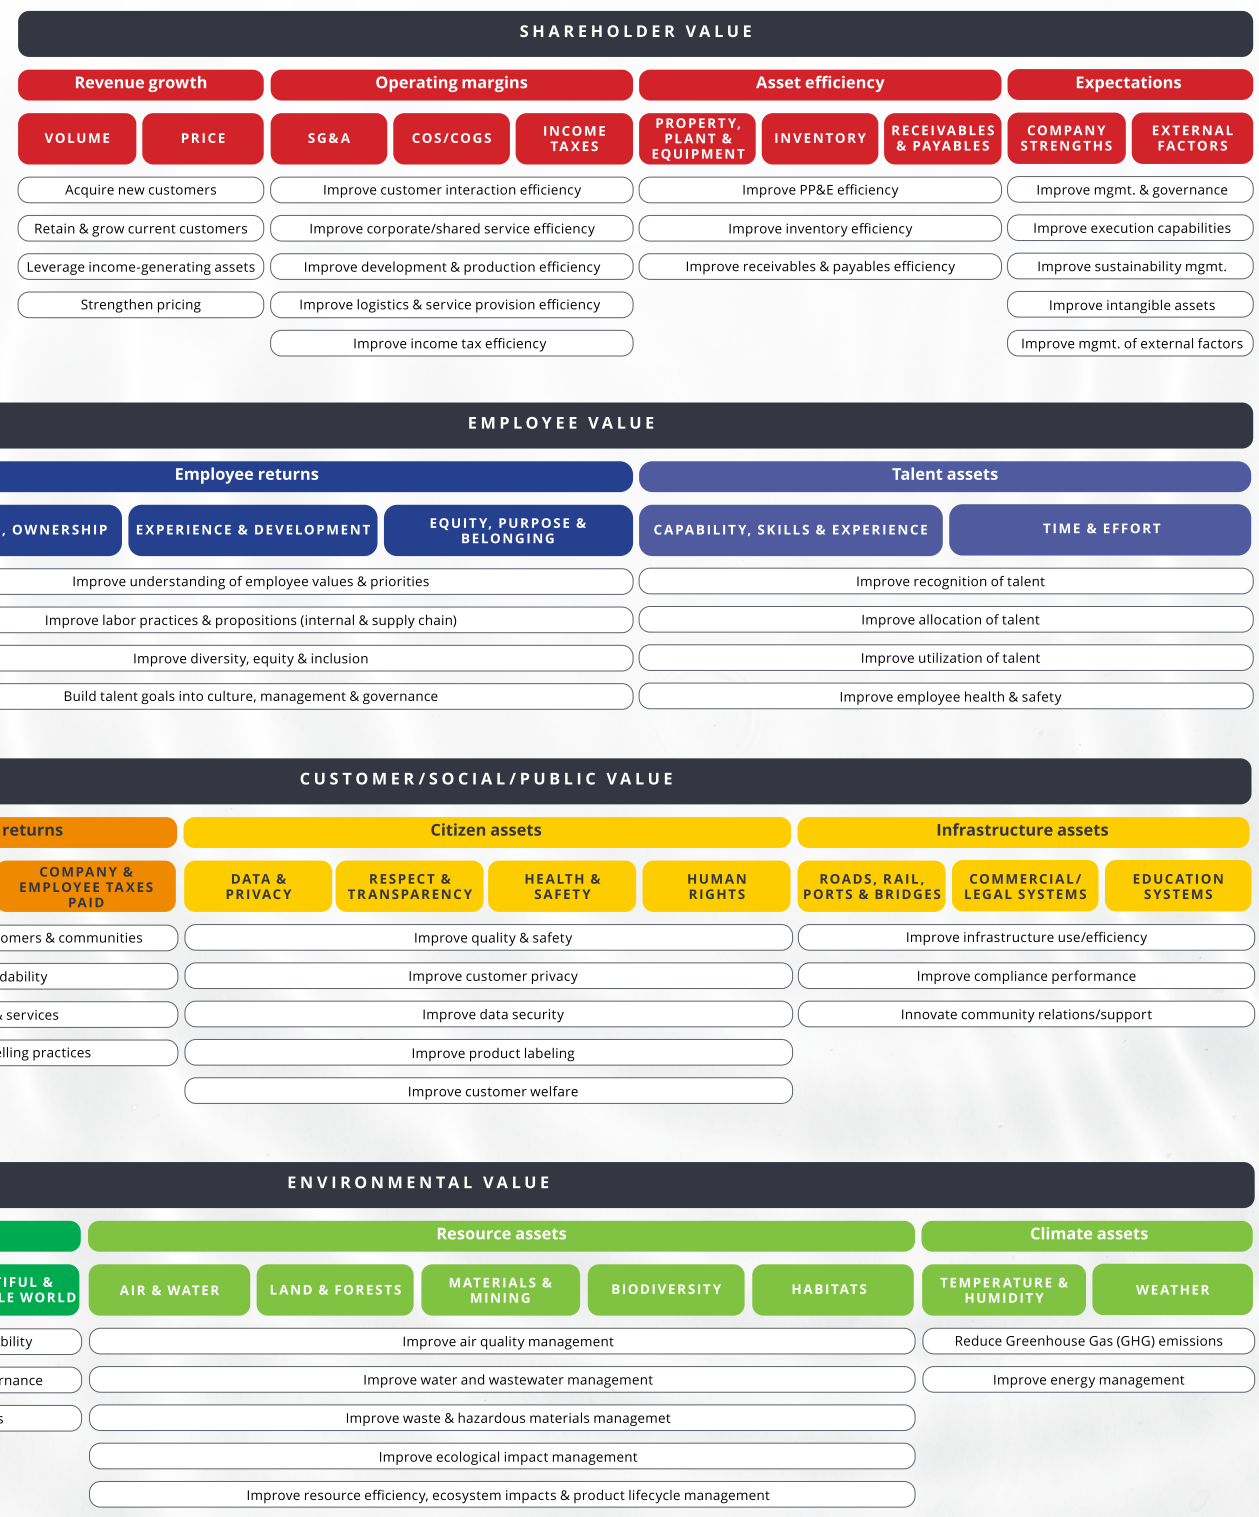 SHAREHOLDER VALUE
Revenue growth
Operating margins
Asset efficiency
Expectations
VOLUME
PRICE
SG&A
COS/COGS
INCOME
TAXES
PROPERTY,
PLANT &
EQUIPMENT
INVENTORY
RECEIVABLES
& PAYABLES
COMPANY
STRENGTHS
EXTERNAL
FACTORS
Acquire new customers
Improve customer interaction efficiency
Improve PP&E efficiency
Improve mgmt. & governance
Retain & grow current customers
Improve corporate/shared service efficiency
Improve inventory efficiency
Improve execution capabilities
Leverage income-generating assets
Improve development & production efficiency
Improve receivables & payables efficiency
Improve sustainability mgmt.
Strengthen pricing
Improve logistics & service provision efficiency
Improve intangible assets
Improve income tax efficiency
Improve mgmt. of external factors
EMPLOYEE VALUE
Employee returns
Talent assets
, OWNERSHIP
EXPERIENCE & DEVELOPMENT
EQUITY, PURPOSE &
BELONGING
CAPABILITY, SKILLS & EXPERIENCE
TIME & EFFORT
Improve understanding of employee values & priorities
Improve recognition of talent
Improve labor practices & propositions (internal & supply chain)
Improve allocation of talent
Improve diversity, equity & inclusion
Improve utilization of talent
Build talent goals into culture, management & governance
Improve employee health & safety
CUSTOMER/SOCIAL/PUBLIC VALUE
returns
Citizen assets
Infrastructure assets
COMPANY &
EMPLOYEE TAXES
PAID
DATA &
PRIVACY
RESPECT &
TRANSPARENCY
HEALTH &
SAFETY
HUMAN
RIGHTS
ROADS, RAIL,
PORTS & BRIDGES
COMMERCIAL/
LEGAL SYSTEMS
EDUCATION
SYSTEMS
omers & communities
Improve quality & safety
Improve infrastructure use/efficiency
dability
Improve customer privacy
Improve compliance performance
& services
Improve data security
Innovate community relations/support
elling practices
Improve product labeling
Improve customer welfare
ENVIRONMENTAL VALUE
Resource assets
Climate assets
TIFUL &
LE WORLD
AIR & WATER
LAND & FORESTS
MATERIALS &
MINING
BIODIVERSITY
HABITATS
TEMPERATURE &
HUMIDITY
WEATHER
bility
Improve air quality management
Reduce Greenhouse Gas (GHG) emissions
rnance
Improve water and wastewater management
Improve energy management
s
Improve waste & hazardous materials managemet
Improve ecological impact management
Improve resource efficiency, ecosystem impacts & product lifecycle management